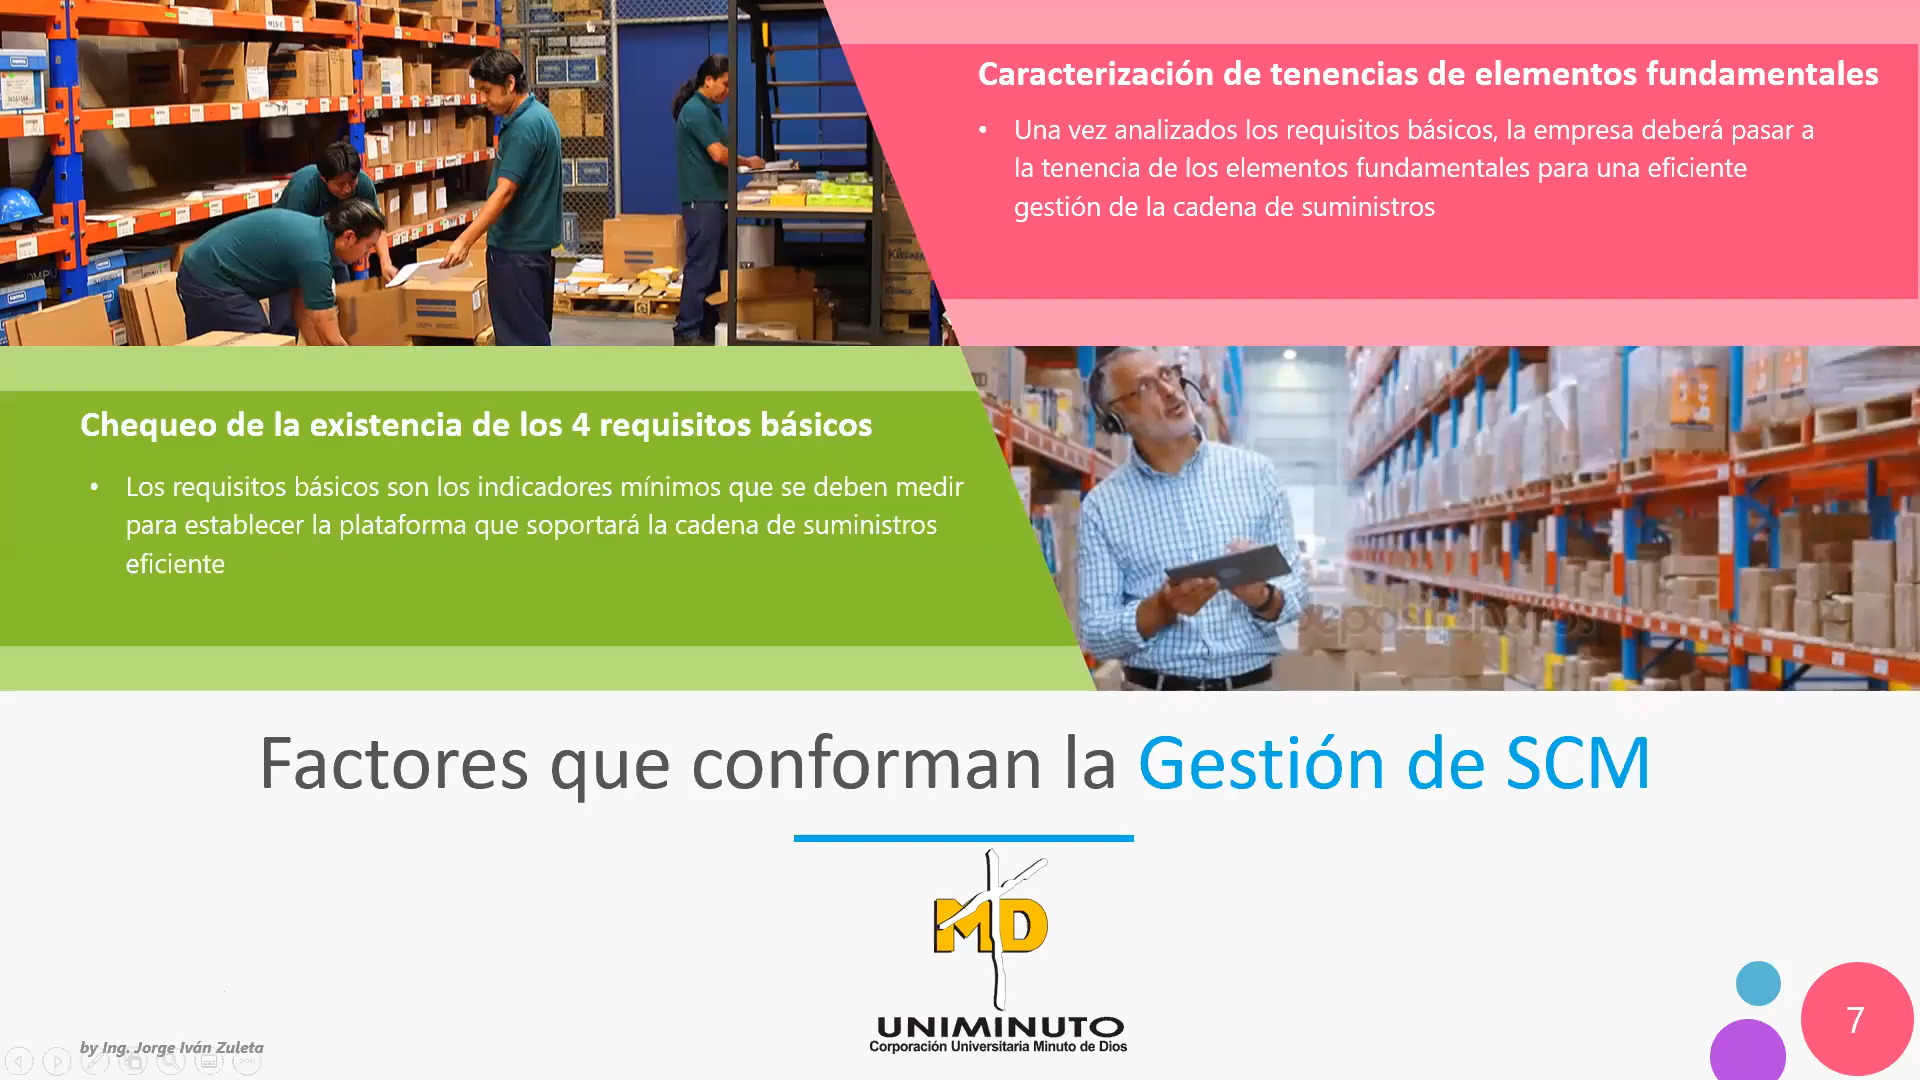 Caracterización de tenencias de elementos fundamentales
• Una vez analizados los requisitos básicos, la empresa deberá pasar a
la tenencia de los elementos fundamentales para una eficiente
gestión de la cadena de suministros
Chequeo de la existencia de los 4 requisitos básicos
• Los requisitos básicos son los indicadores mínimos que se deben medir
para establecer la plataforma que soportará la cadena de suministros
eficiente
depositphotos
Factores que conforman la Gestión de SCM
MD
UNIMINUTO
Corporación Universitaria Minuto de Dios
by Ing. Jorge Iván Zuleta
7